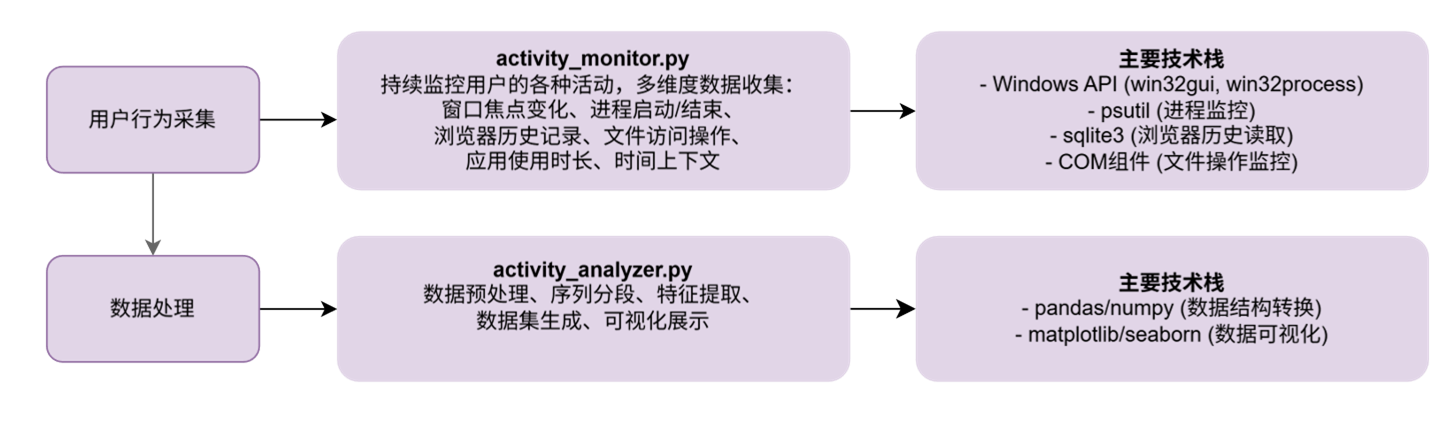 用户行为采集
activity_monitor.py
持续监控用户的各种活动，多维度数据收集：
窗口焦点变化、进程启动/结束、
浏览器历史记录、文件访问操作、
应用使用时长、时间上下文
主要技术栈
- Windows API (win32gui, win32process)
- psutil (进程监控)
- sqlite3 (浏览器历史读取)
- COM组件 (文件操作监控)
数据处理
activity_analyzer.py
数据预处理、序列分段、特征提取、
数据集生成、可视化展示
主要技术栈
- pandas/numpy (数据结构转换)
- matplotlib/seaborn (数据可视化)